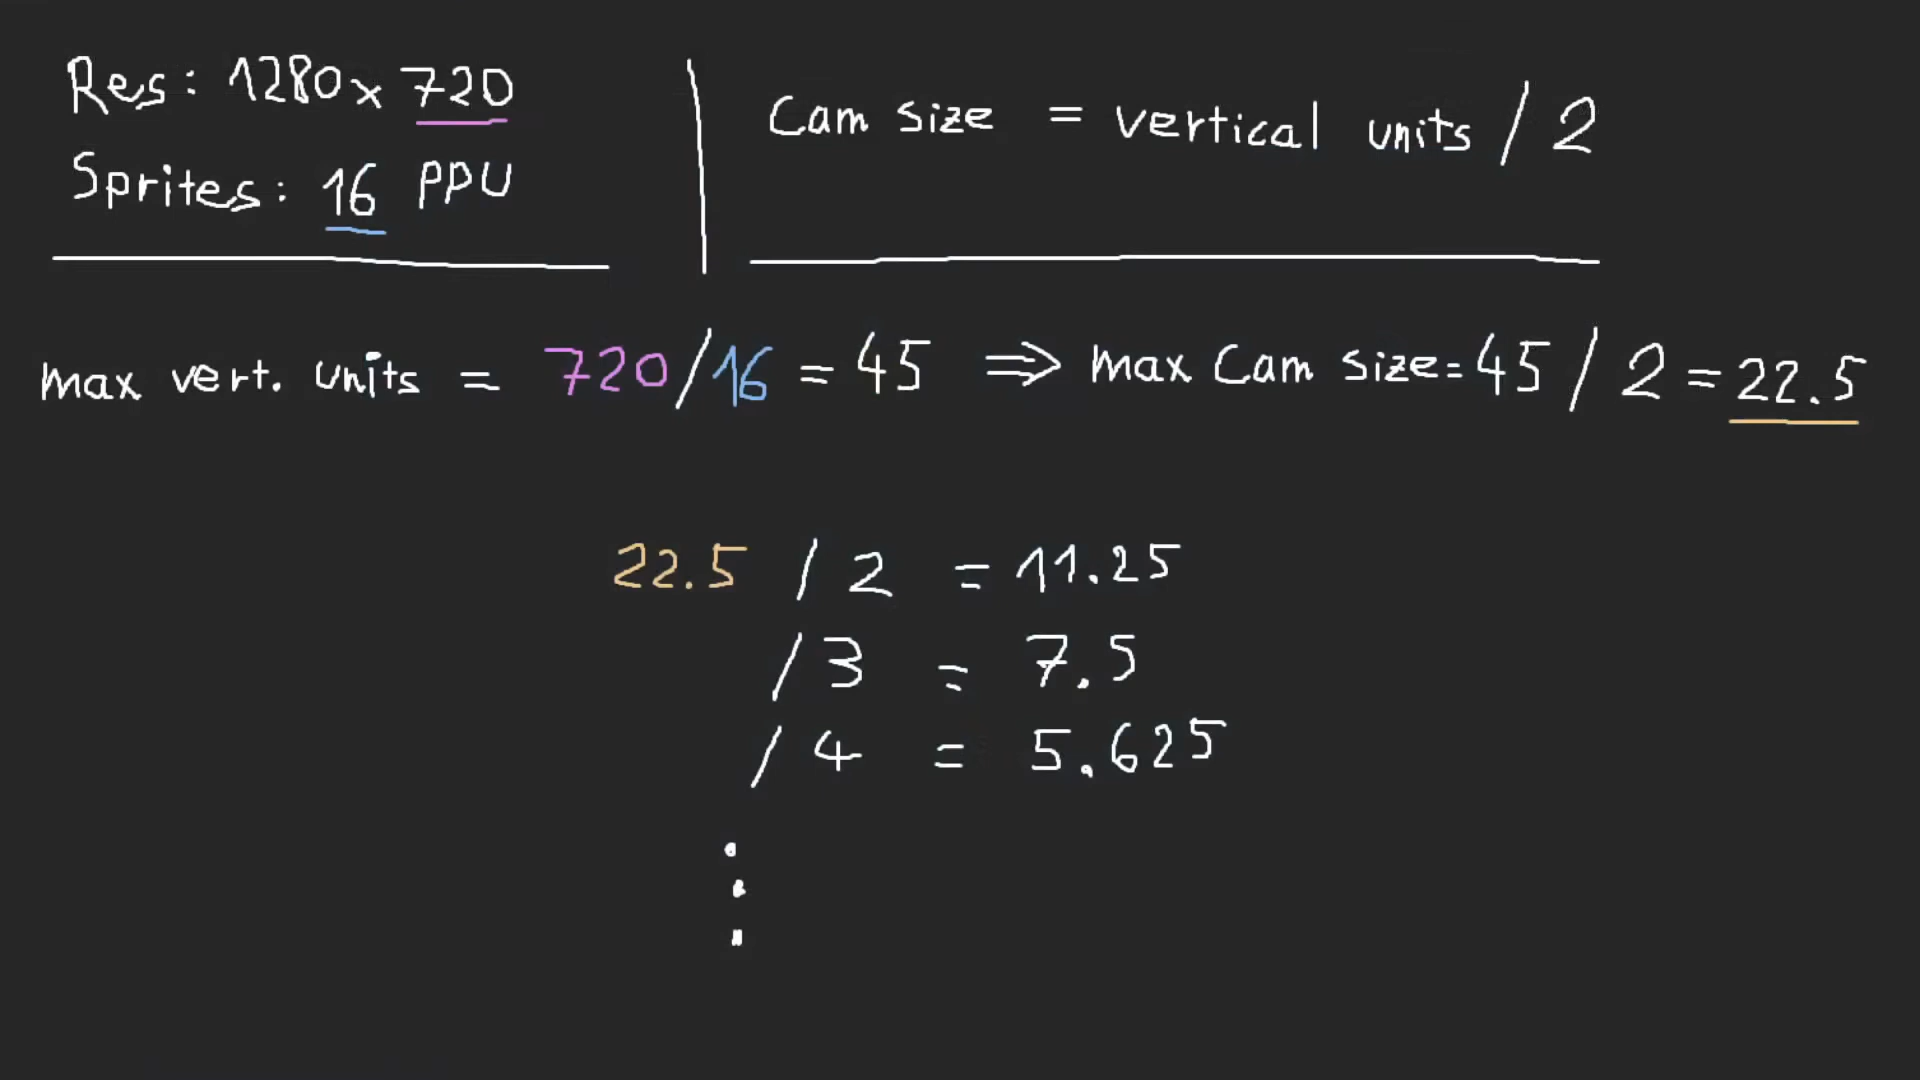 Res: 1280x720
Sprites: 16 PPU
Cam size = vertical units / 2
max vert. units = 720/16 = 45 ⇒ max Cam size = 45 / 2 = 22.5
22.5 / 2 = 11.25
/ 3 = 7.5
/ 4 = 5.625
.
.
.